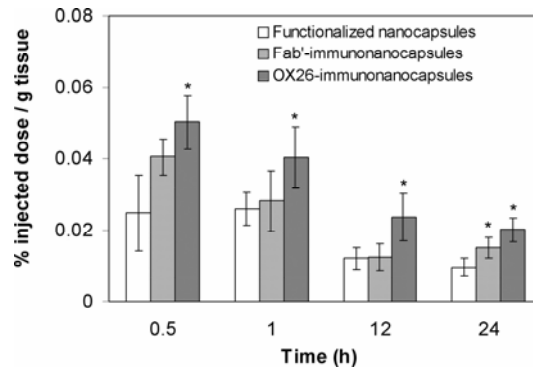 % injected dose / g tissue
0.08
0.06
0.04
0.02
0
Functionalized nanocapsules
Fab'-immunonanocapsules
OX26-immunonanocapsules
* * * * *
0.5 1 12 24
Time (h)